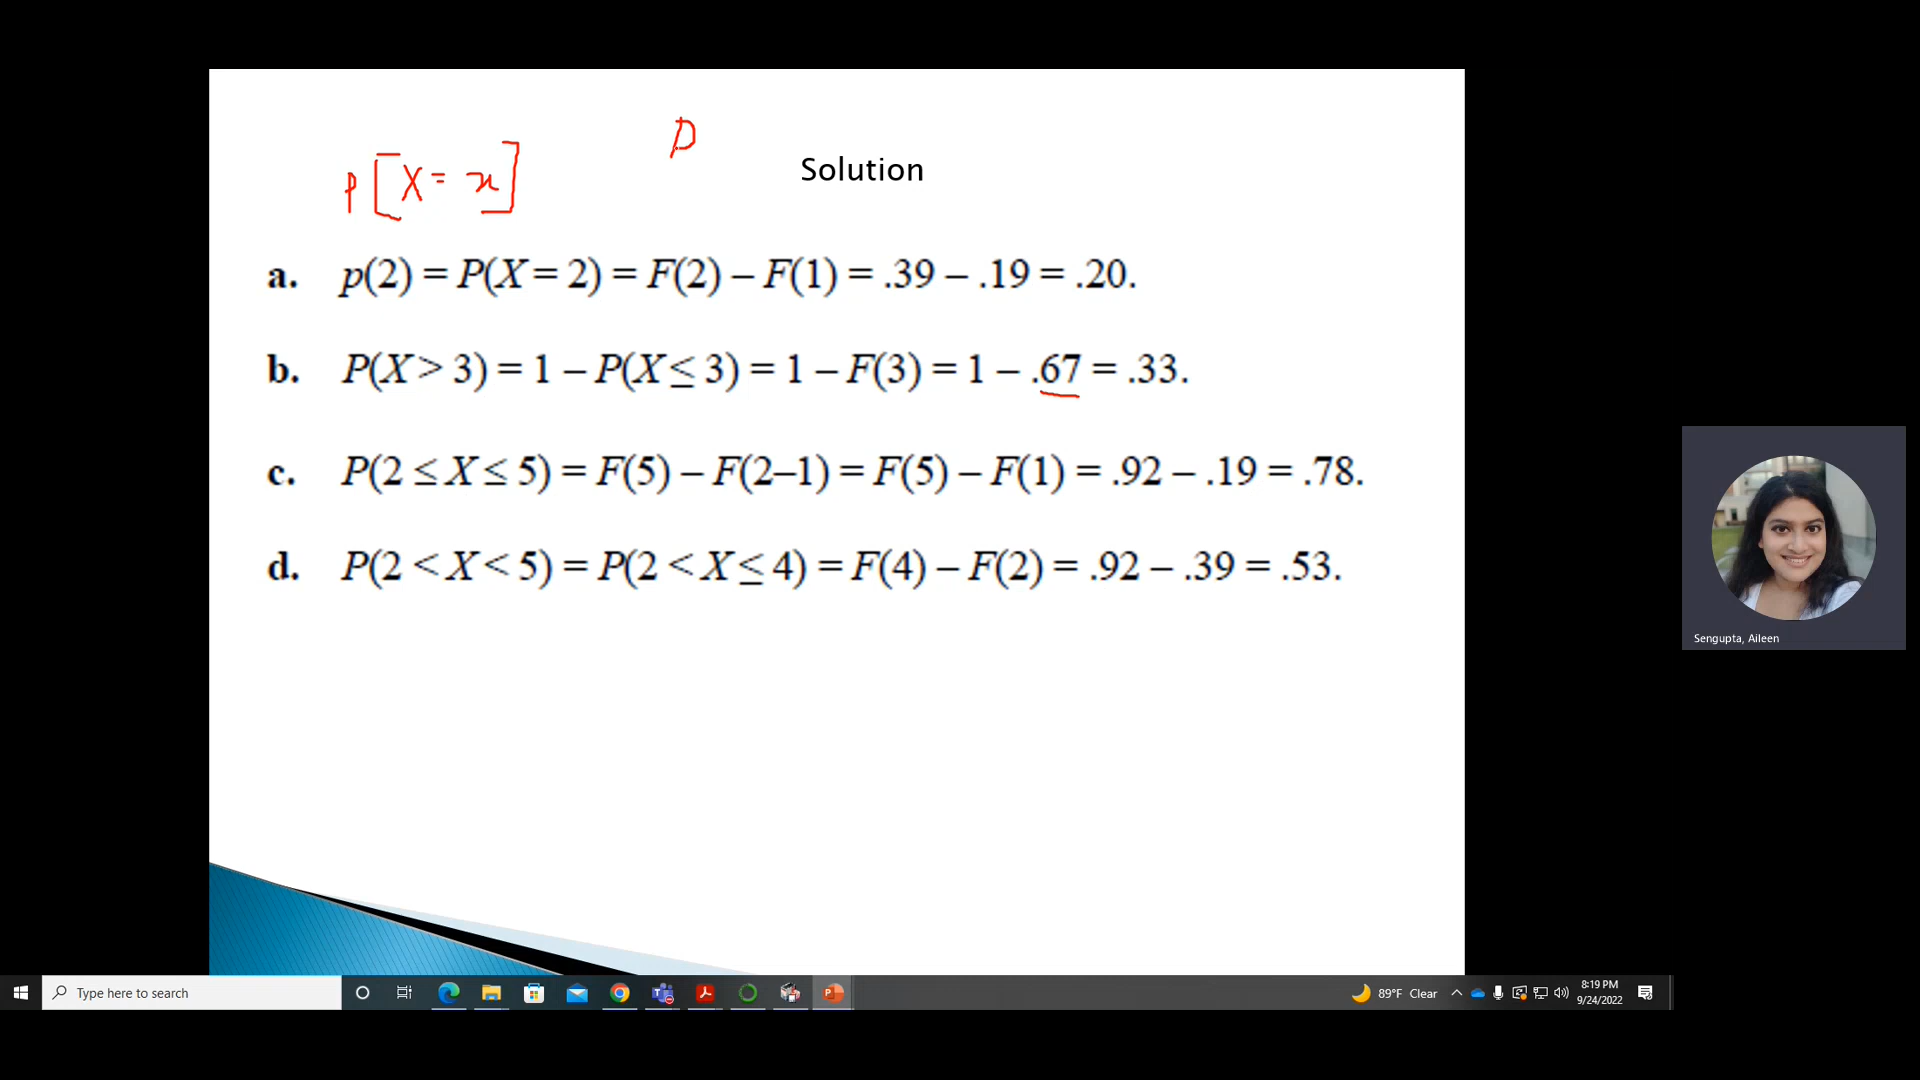 P[X = x]
p
Solution
a. p(2) = P(X = 2) = F(2) – F(1) = .39 – .19 = .20.
b. P(X > 3) = 1 – P(X ≤ 3) = 1 – F(3) = 1 – .67 = .33.
c. P(2 ≤ X ≤ 5) = F(5) – F(2–1) = F(5) – F(1) = .92 – .19 = .78.
d. P(2 < X < 5) = P(2 < X ≤ 4) = F(4) – F(2) = .92 – .39 = .53.
Sengupta, Aileen
Type here to search
89°F Clear
8:19 PM
9/24/2022